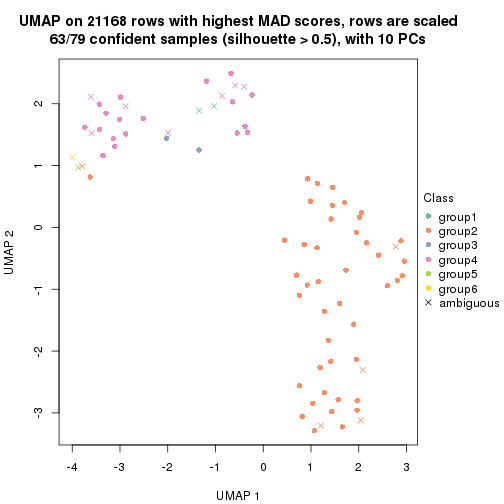 UMAP on 21168 rows with highest MAD scores, rows are scaled
63/79 confident samples (silhouette > 0.5), with 10 PCs
2
1
0
-1
-2
-3
UMAP 2
-4
-3
-2
-1
0
1
2
3
UMAP 1
Class
group1
group2
group3
group4
group5
group6
ambiguous